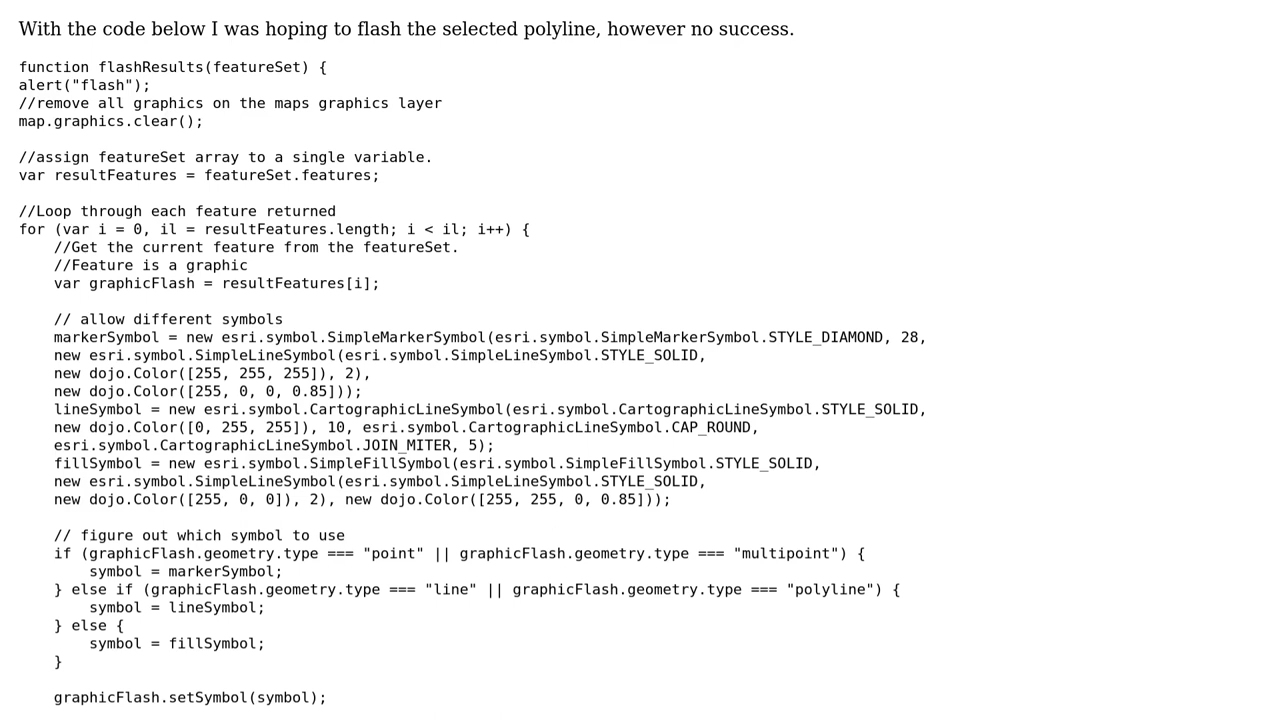 With the code below I was hoping to flash the selected polyline, however no success.
function flashResults(featureSet) {
alert("flash");
//remove all graphics on the maps graphics layer
map.graphics.clear();
//assign featureSet array to a single variable.
var resultFeatures = featureSet.features;
//Loop through each feature returned
for (var i = 0, il = resultFeatures.length; i < il; i++) {
    //Get the current feature from the featureSet.
    //Feature is a graphic
    var graphicFlash = resultFeatures[i];
    // allow different symbols
    markerSymbol = new esri.symbol.SimpleMarkerSymbol(esri.symbol.SimpleMarkerSymbol.STYLE_DIAMOND, 28,
    new esri.symbol.SimpleLineSymbol(esri.symbol.SimpleLineSymbol.STYLE_SOLID,
    new dojo.Color([255, 255, 255]), 2),
    new dojo.Color([255, 0, 0, 0.85]));
    lineSymbol = new esri.symbol.CartographicLineSymbol(esri.symbol.CartographicLineSymbol.STYLE_SOLID,
    new dojo.Color([0, 255, 255]), 10, esri.symbol.CartographicLineSymbol.CAP_ROUND,
    esri.symbol.CartographicLineSymbol.JOIN_MITER, 5);
    fillSymbol = new esri.symbol.SimpleFillSymbol(esri.symbol.SimpleFillSymbol.STYLE_SOLID,
    new esri.symbol.SimpleLineSymbol(esri.symbol.SimpleLineSymbol.STYLE_SOLID,
    new dojo.Color([255, 0, 0]), 2), new dojo.Color([255, 255, 0, 0.85]));
    // figure out which symbol to use
    if (graphicFlash.geometry.type === "point" || graphicFlash.geometry.type === "multipoint") {
        symbol = markerSymbol;
    } else if (graphicFlash.geometry.type === "line" || graphicFlash.geometry.type === "polyline") {
        symbol = lineSymbol;
    } else {
        symbol = fillSymbol;
    }
    graphicFlash.setSymbol(symbol);